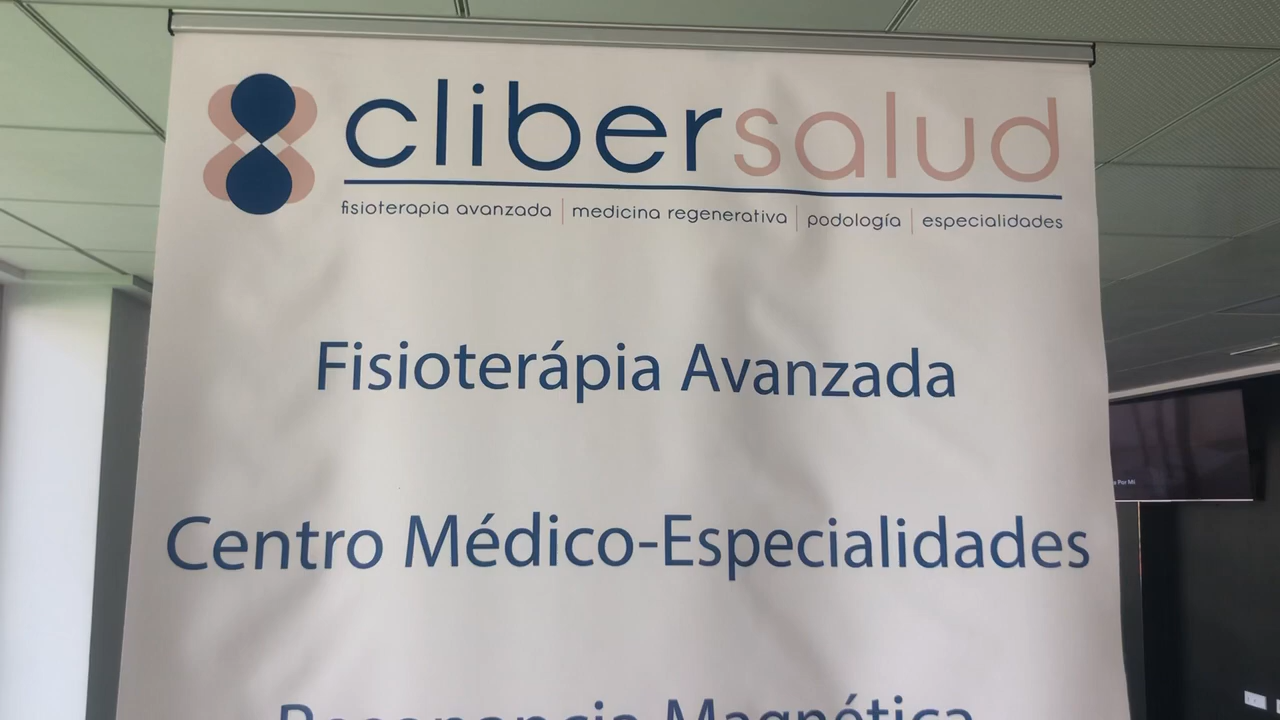 clibersalud
fisioterapia avanzada | medicina regenerativa | podología | especialidades
Fisioterápia Avanzada
Centro Médico-Especialidades
Resonancia Magnética